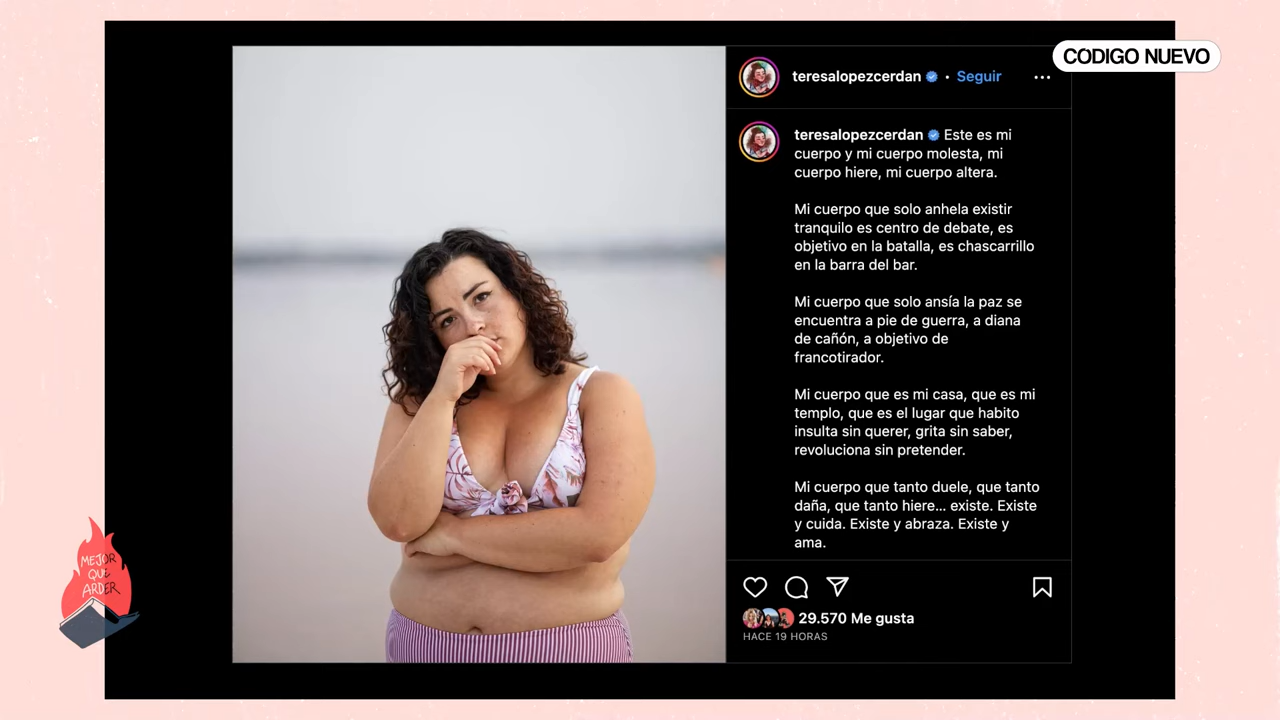 CODIGO NUEVO
teresalopezcerdan • Seguir
teresalopezcerdan Este es mi
cuerpo y mi cuerpo molesta, mi
cuerpo hiere, mi cuerpo altera.
Mi cuerpo que solo anhela existir
tranquilo es centro de debate, es
objetivo en la batalla, es chascarrillo
en la barra del bar.
Mi cuerpo que solo ansía la paz se
encuentra a pie de guerra, a diana
de cañón, a objetivo de
francotirador.
Mi cuerpo que es mi casa, que es mi
templo, que es el lugar que habito
insulta sin querer, grita sin saber,
revoluciona sin pretender.
Mi cuerpo que tanto duele, que tanto
daña, que tanto hiere... existe. Existe
y cuida. Existe y abraza. Existe y
ama.
29.570 Me gusta
HACE 19 HORAS
MEJOR
QUE
ARDER